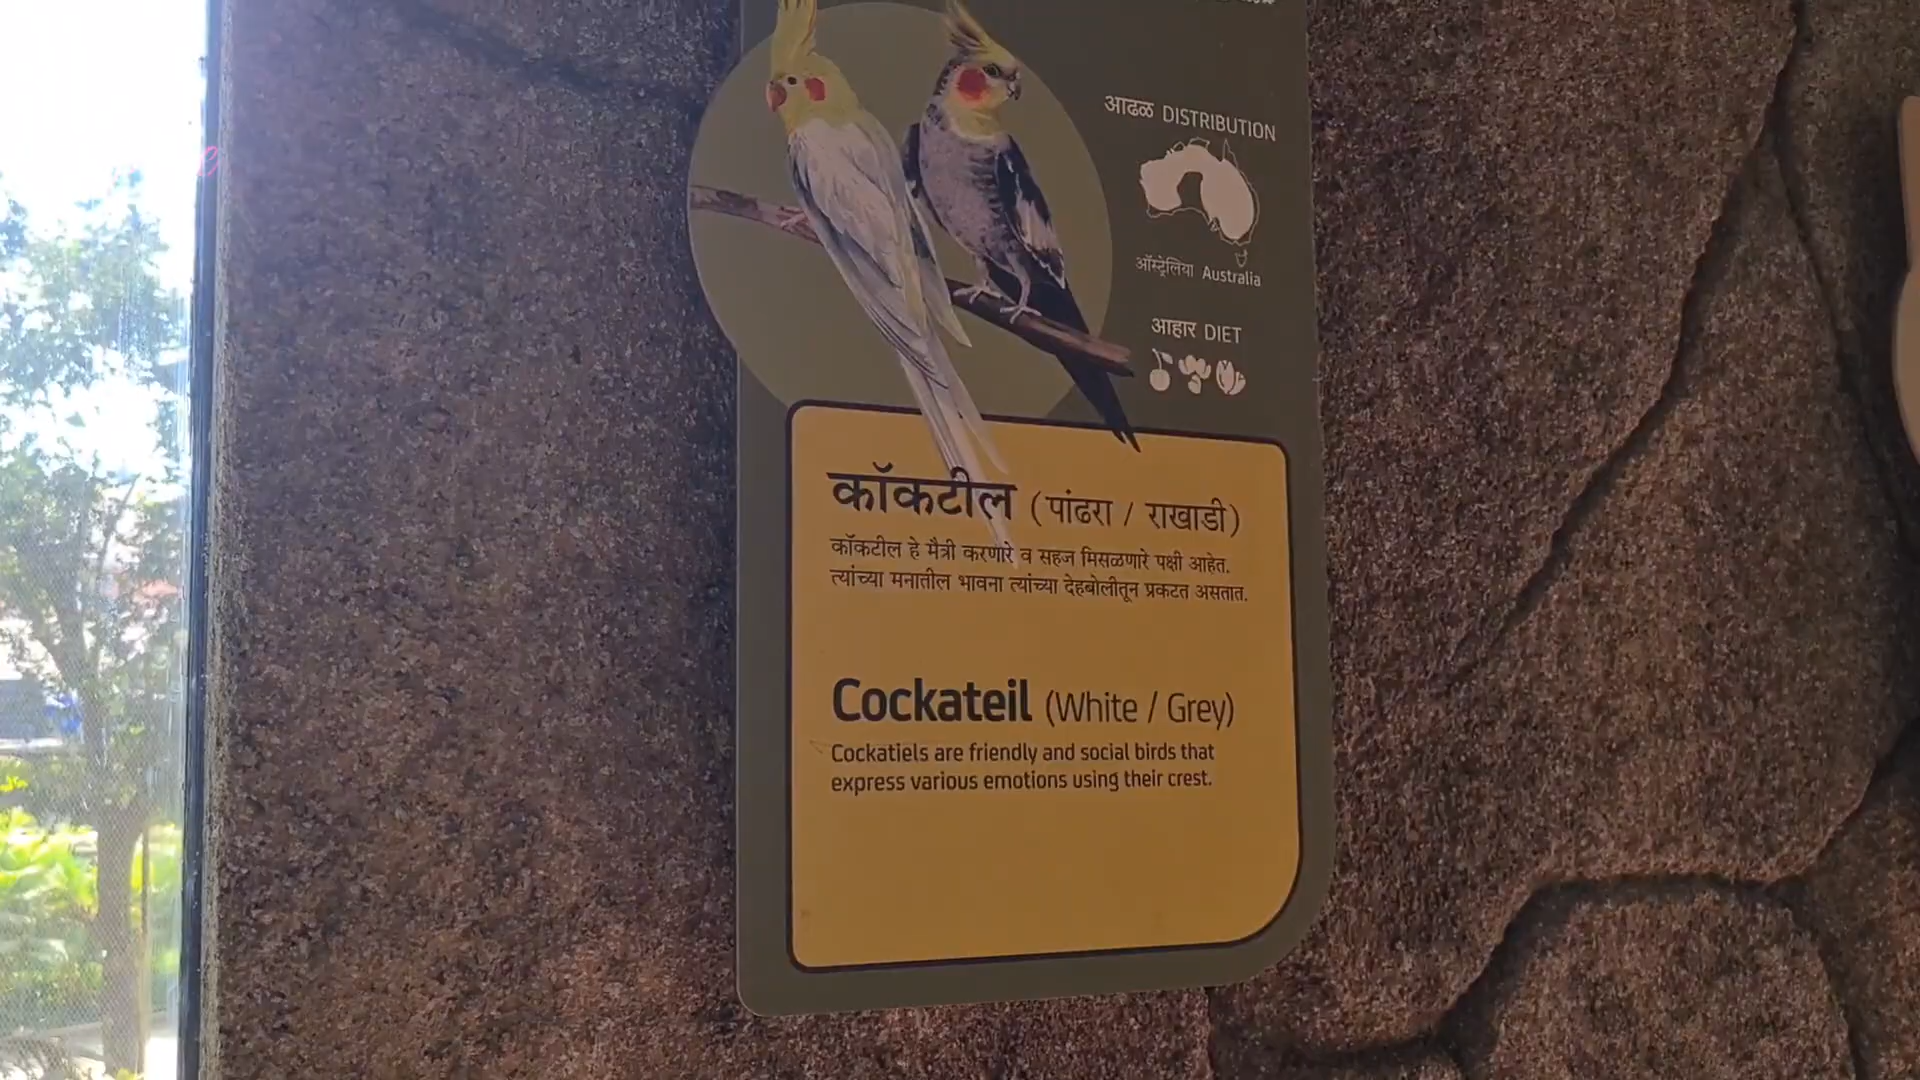 आढळ DISTRIBUTION
ऑस्ट्रेलिया Australia
आहार DIET
कॉकटील (पांढरा / राखाडी)
कॉकटील हे मैत्री करणारे व सहज मिसळणारे पक्षी आहेत.
त्यांच्या मनातील भावना त्यांच्या देहबोलीतून प्रकटत असतात.
Cockateil (White / Grey)
Cockatiels are friendly and social birds that
express various emotions using their crest.